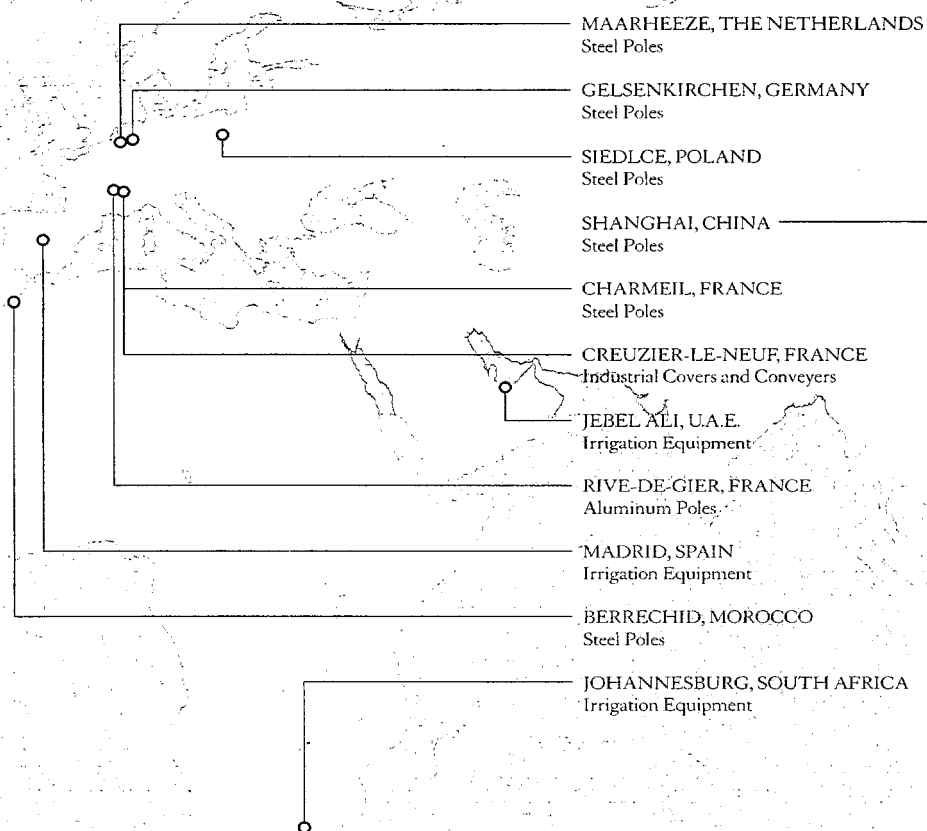 MAARHEEZE, THE NETHERLANDS
Steel Poles
GELSENKIRCHEN, GERMANY
Steel Poles
SIEDLCE, POLAND
Steel Poles
SHANGHAI, CHINA
Steel Poles
CHARMEIL, FRANCE
Steel Poles
CREUZIER-LE-NEUF, FRANCE
Industrial Covers and Conveyers
JEBEL ALI, U.A.E.
Irrigation Equipment
RIVE-DE-GIER, FRANCE
Aluminum Poles
MADRID, SPAIN
Irrigation Equipment
BERRECHID, MOROCCO
Steel Poles
JOHANNESBURG, SOUTH AFRICA
Irrigation Equipment